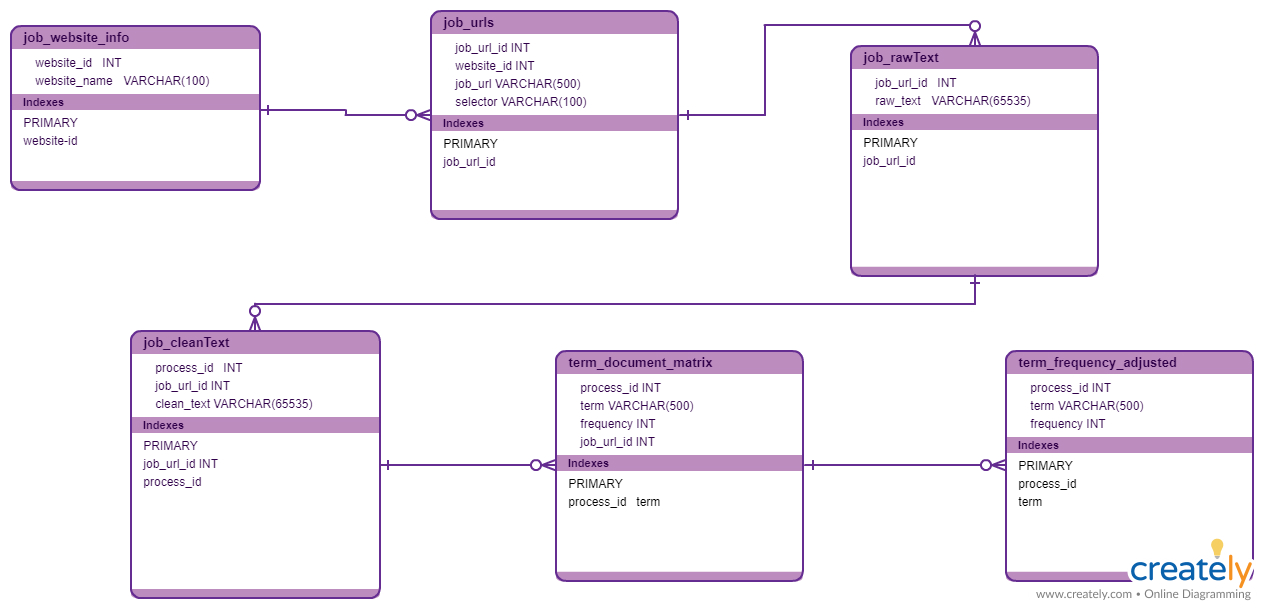 job_website_info
website_id INT
website_name VARCHAR(100)
Indexes
PRIMARY
website-id
job_urls
job_url_id INT
website_id INT
job_url VARCHAR(500)
selector VARCHAR(100)
Indexes
PRIMARY
job_url_id
job_rawText
job_url_id INT
raw_text VARCHAR(65535)
Indexes
PRIMARY
job_url_id
job_cleanText
process_id INT
job_url_id INT
clean_text VARCHAR(65535)
Indexes
PRIMARY
job_url_id INT
process_id
term_document_matrix
process_id INT
term VARCHAR(500)
frequency INT
job_url_id INT
Indexes
PRIMARY
process_id term
term_frequency_adjusted
process_id INT
term VARCHAR(500)
frequency INT
Indexes
PRIMARY
process_id
term
creately
www.creately.com • Online Diagramming